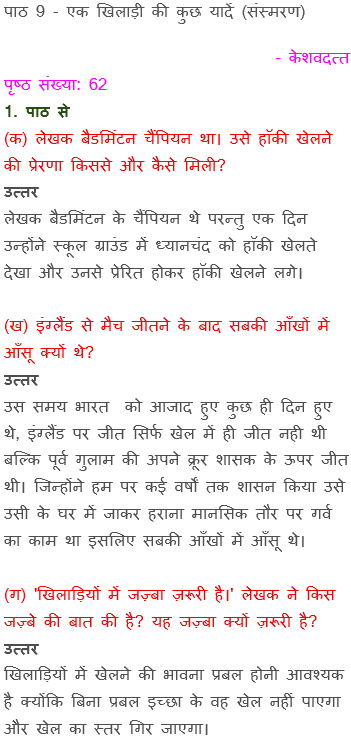 पाठ 9 - एक खिलाड़ी की कुछ यादें (संस्मरण)
- केशवदत्त
पृष्ठ संख्या: 62
1. पाठ से
(क) लेखक बैडमिंटन चैंपियन था। उसे हॉकी खेलने
की प्रेरणा किससे और कैसे मिली?
उत्तर
लेखक बैडमिंटन के चैंपियन थे परन्तु एक दिन
उन्होंने स्कूल ग्राउंड में ध्यानचंद को हॉकी खेलते
देखा और उनसे प्रेरित होकर हॉकी खेलने लगे।
(ख) इंग्लैंड से मैच जीतने के बाद सबकी आँखों में
आँसू क्यों थे?
उत्तर
उस समय भारत को आजाद हुए कुछ ही दिन हुए
थे, इंग्लैंड पर जीत सिर्फ खेल में ही जीत नही थी
बल्कि पूर्व गुलाम की अपने क्रूर शासक के ऊपर जीत
थी। जिन्होंने हम पर कई वर्षों तक शासन किया उसे
उसी के घर में जाकर हराना मानसिक तौर पर गर्व
का काम था इसलिए सबकी आँखों में आँसू थे।
(ग) 'खिलाड़ियों में जज़्बा ज़रूरी है।' लेखक ने किस
जज़्बे की बात की है? यह जज़्बा क्यों ज़रूरी है?
उत्तर
खिलाड़ियों में खेलने की भावना प्रबल होनी आवश्यक
है क्योंकि बिना प्रबल इच्छा के वह खेल नहीं पाएगा
और खेल का स्तर गिर जाएगा।